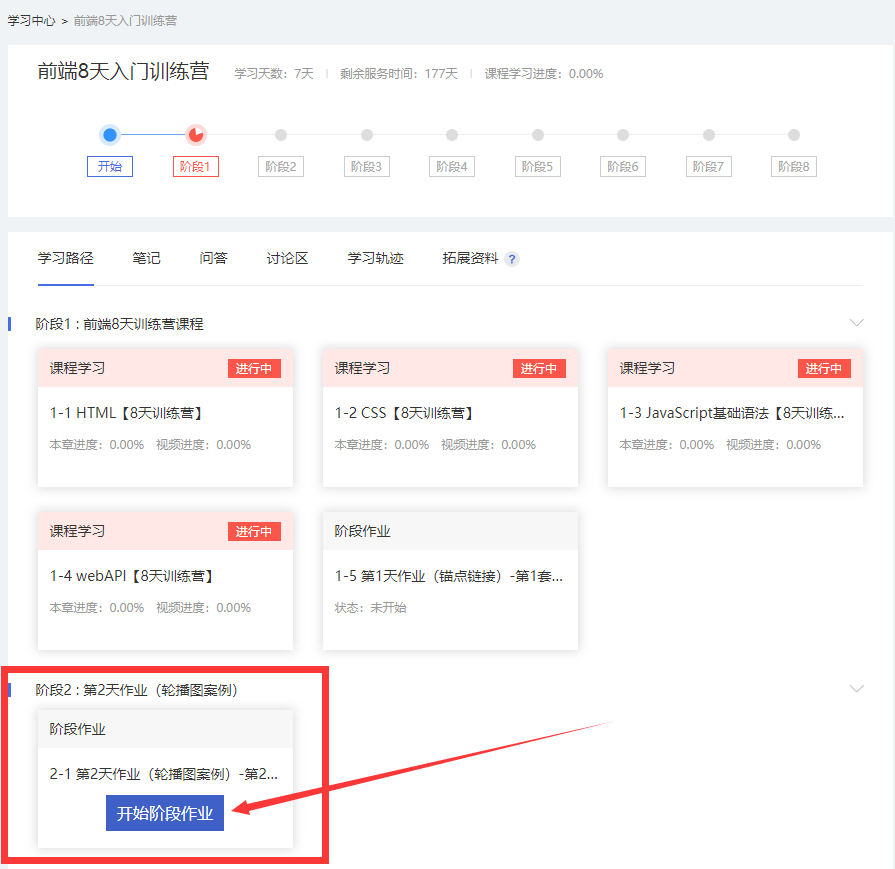 学习中心 > 前端8天入门训练营
前端8天入门训练营 学习天数：7天 | 剩余服务时间：177天 | 课程学习进度：0.00%
开始 阶段1 阶段2 阶段3 阶段4 阶段5 阶段6 阶段7 阶段8
学习路径 笔记 问答 讨论区 学习轨迹 拓展资料 ?
阶段1 : 前端8天训练营课程
课程学习 进行中 课程学习 进行中 课程学习 进行中
1-1 HTML【8天训练营】 1-2 CSS【8天训练营】 1-3 JavaScript基础语法【8天训练...
本章进度：0.00% 视频进度：0.00% 本章进度：0.00% 视频进度：0.00% 本章进度：0.00% 视频进度：0.00%
课程学习 进行中 阶段作业
1-4 webAPI【8天训练营】 1-5 第1天作业（锚点链接）-第1套...
本章进度：0.00% 视频进度：0.00% 状态：未开始
阶段2 : 第2天作业（轮播图案例）
阶段作业
2-1 第2天作业（轮播图案例）-第2...
开始阶段作业